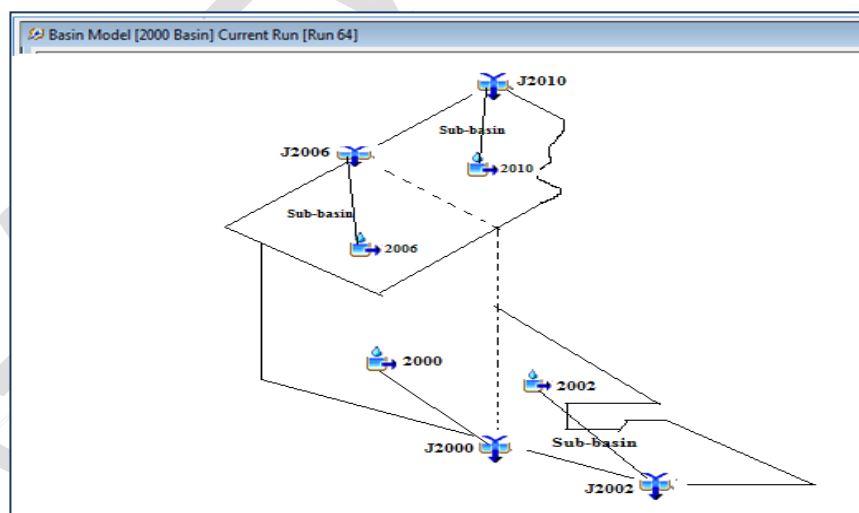 Basin Model [2000 Basin] Current Run [Run 64]
J2010
Sub-basin
J2006
2010
Sub-basin
2006
2000
2002
Sub-basin
J2000
J2002